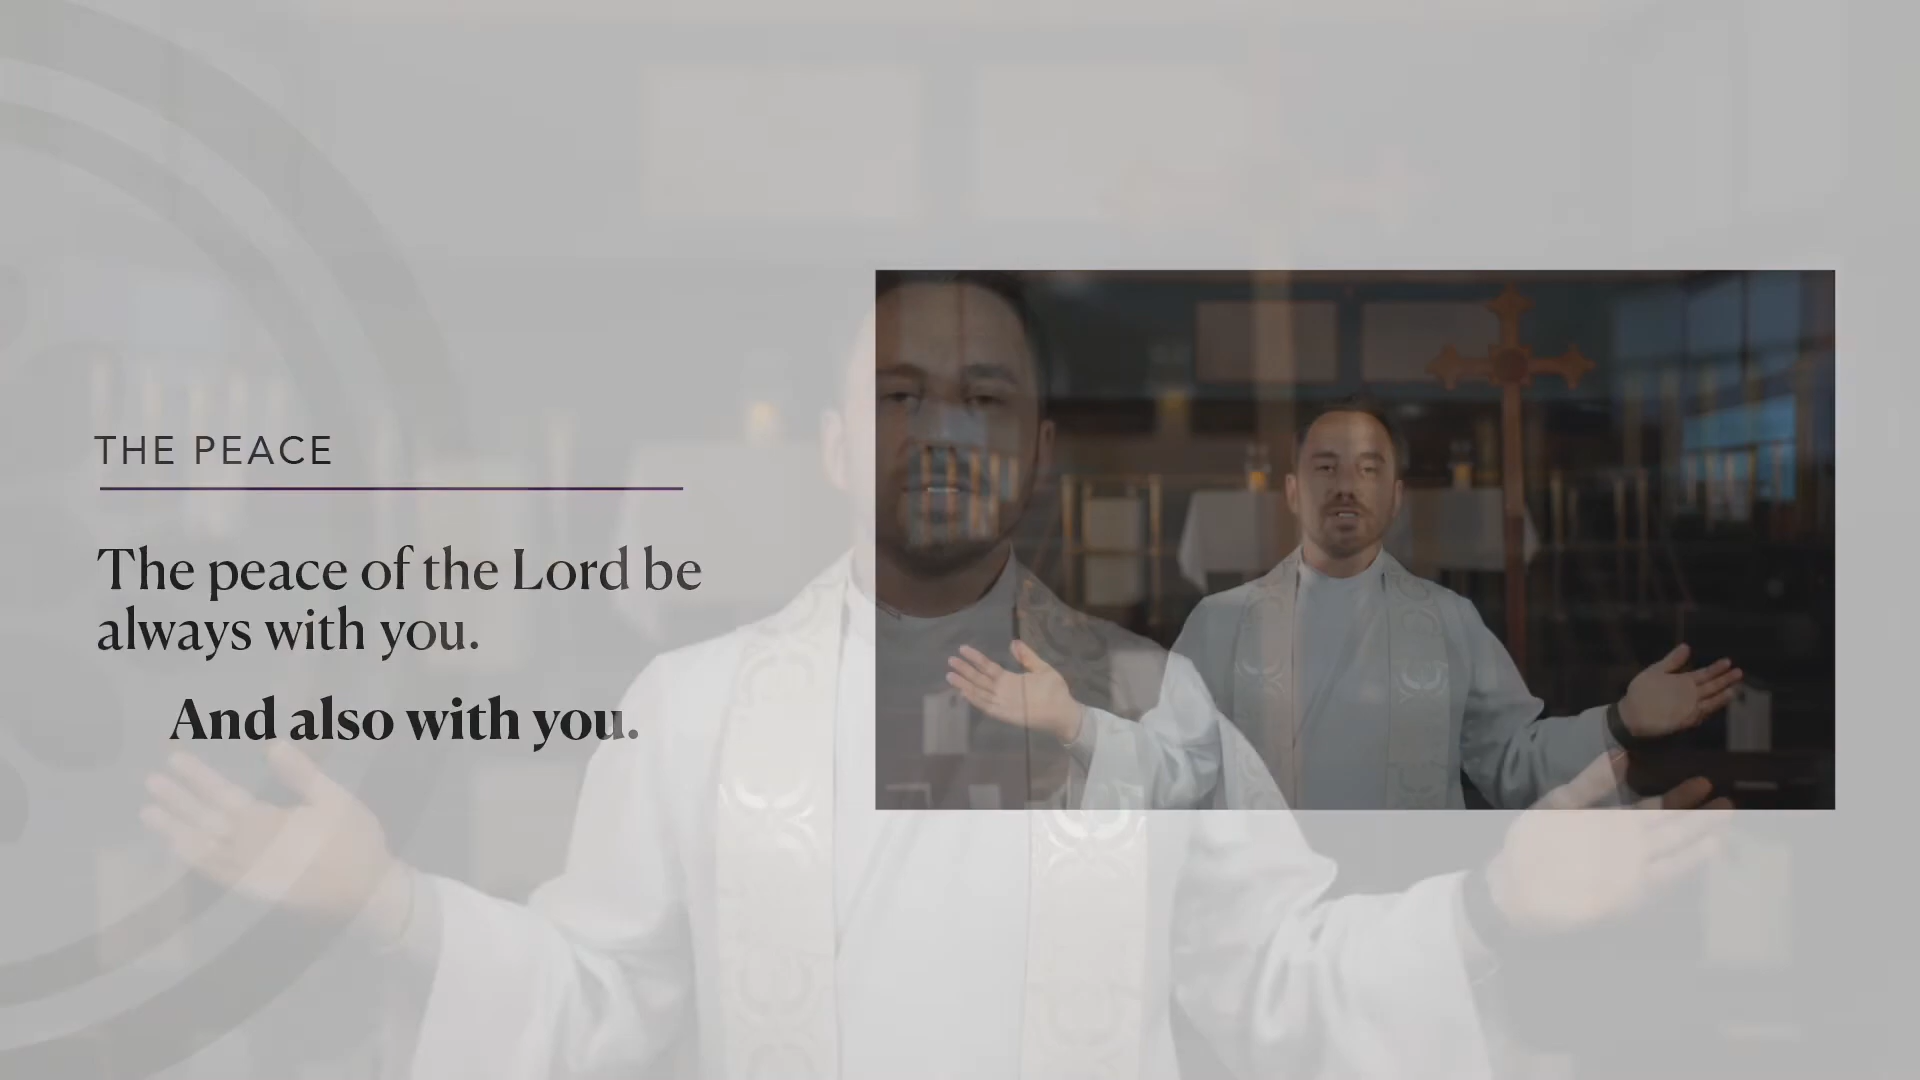 THE PEACE
The peace of the Lord be
always with you.
And also with you.